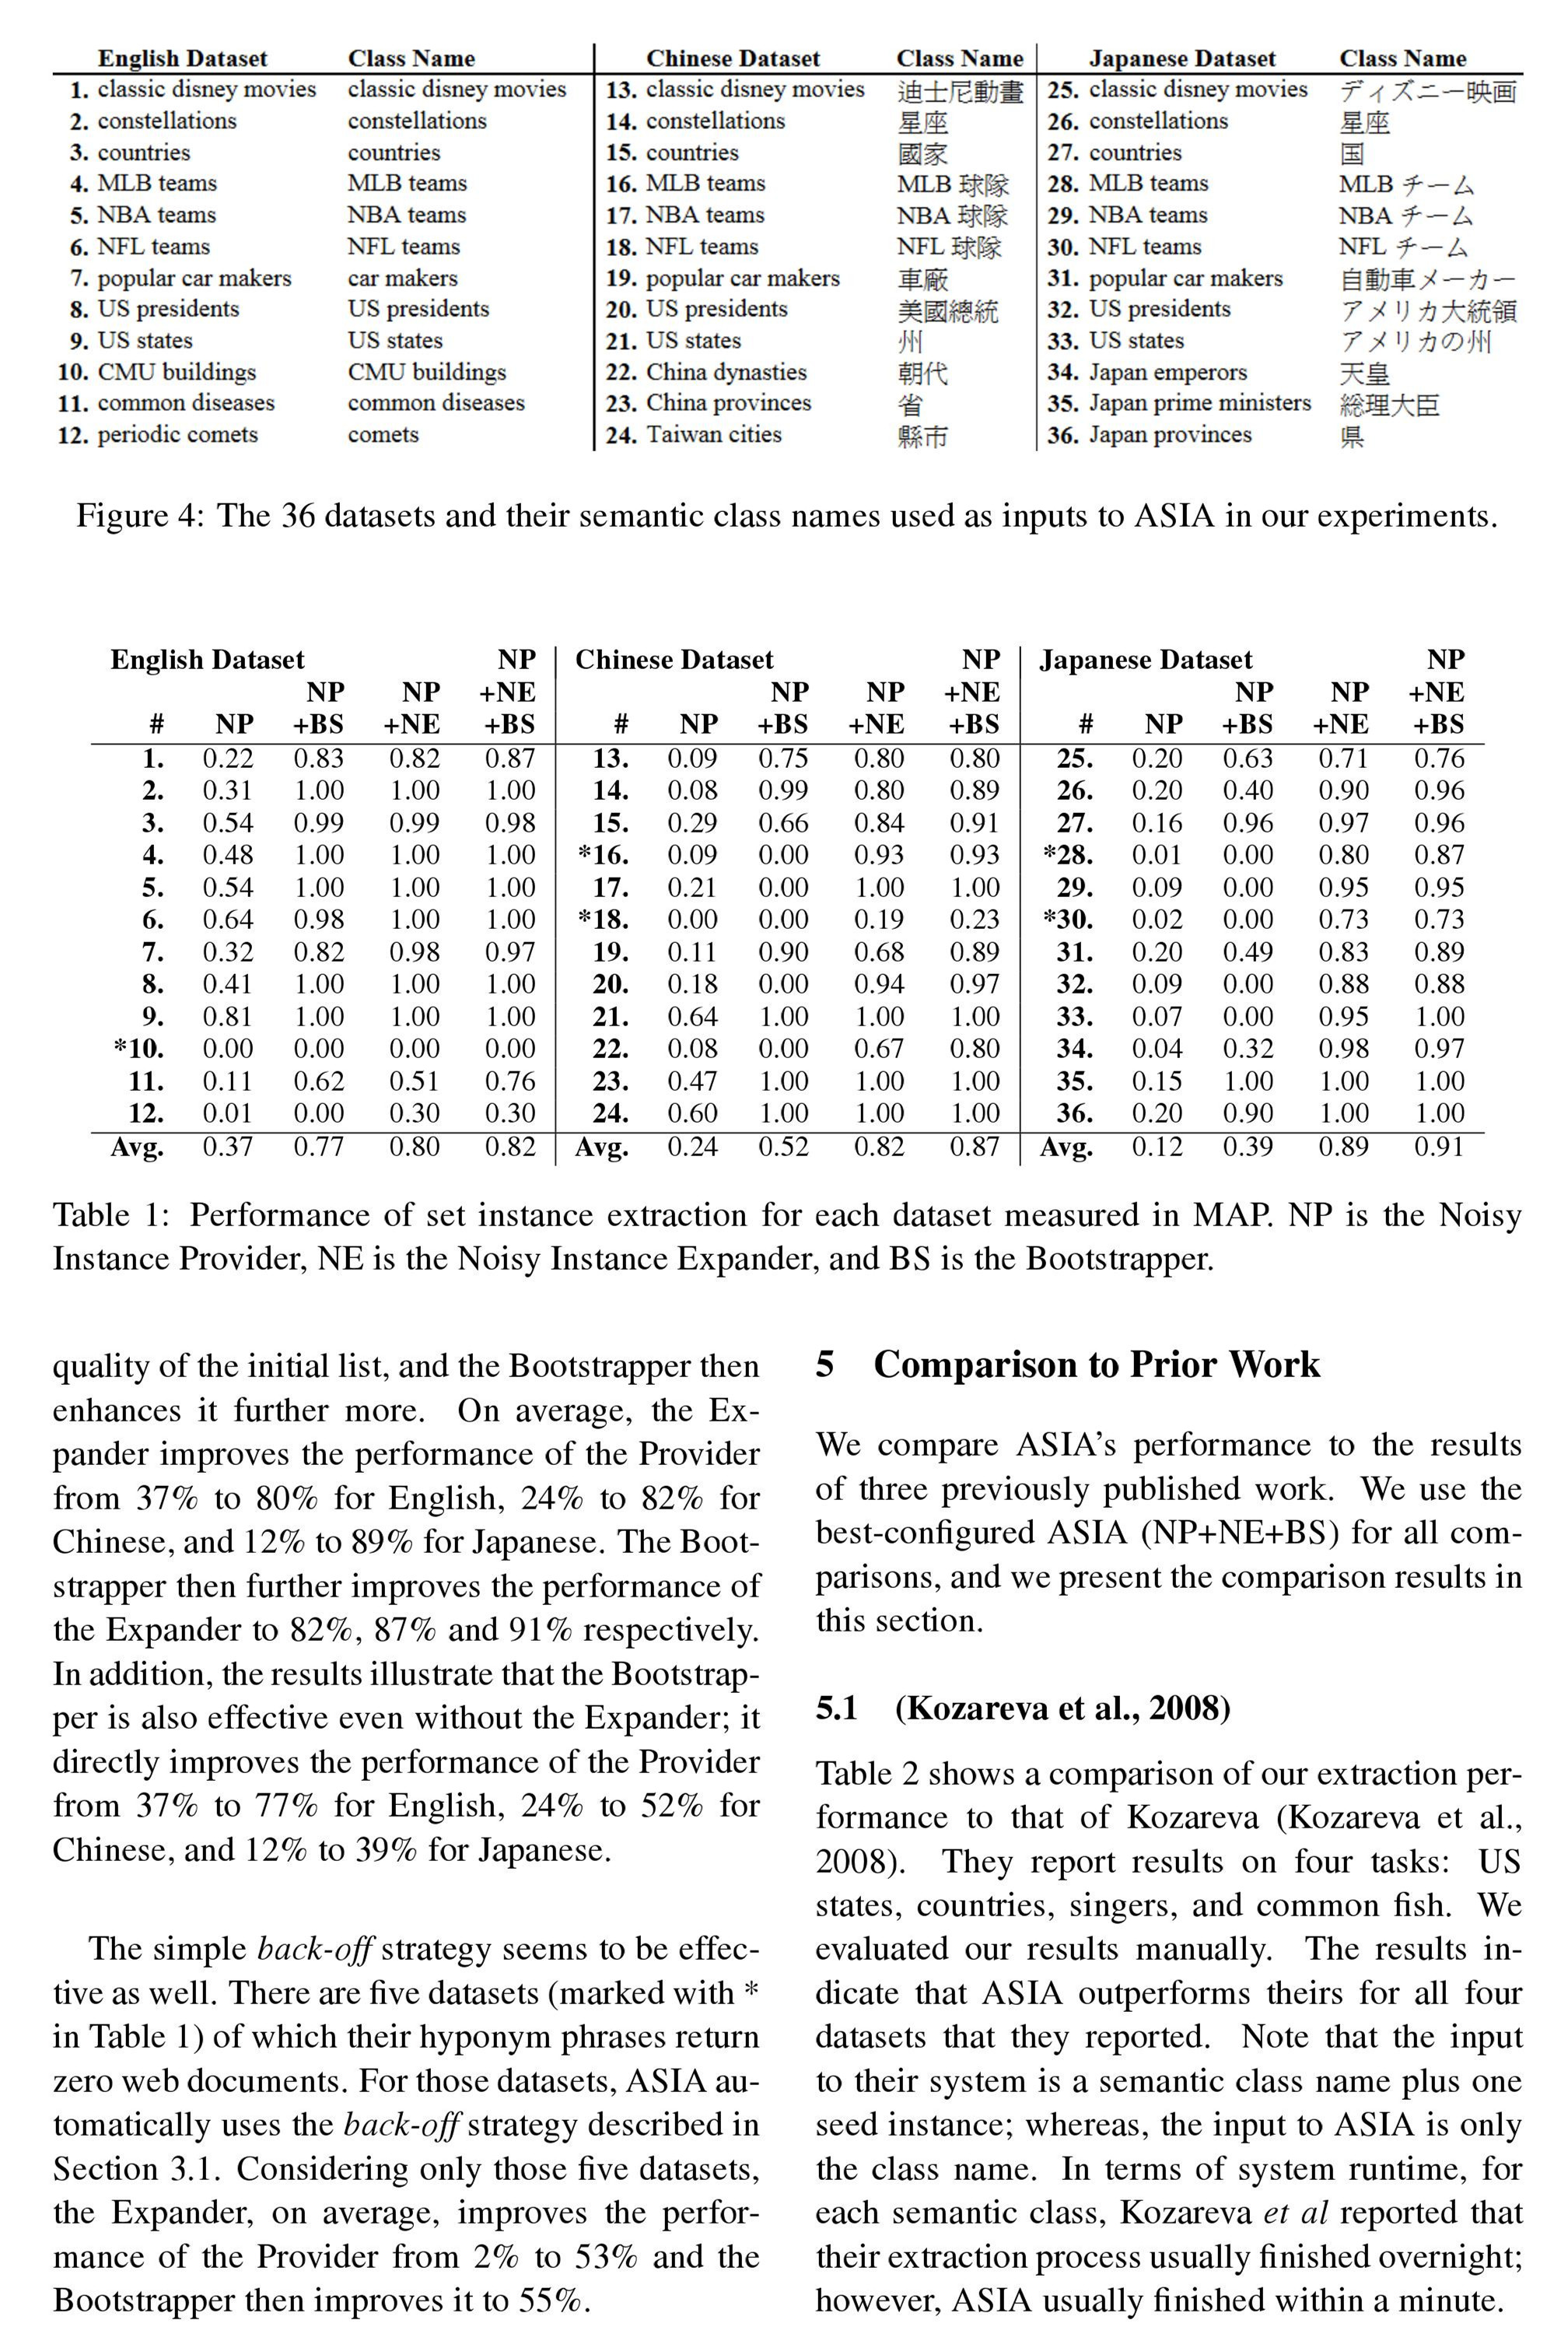 English Dataset Class Name Chinese Dataset Class Name Japanese Dataset Class Name
1. classic disney movies classic disney movies 13. classic disney movies 迪士尼動畫 25. classic disney movies ディズニー映画
2. constellations constellations 14. constellations 星座 26. constellations 星座
3. countries countries 15. countries 國家 27. countries 国
4. MLB teams MLB teams 16. MLB teams MLB 球隊 28. MLB teams MLB チーム
5. NBA teams NBA teams 17. NBA teams NBA 球隊 29. NBA teams NBA チーム
6. NFL teams NFL teams 18. NFL teams NFL 球隊 30. NFL teams NFL チーム
7. popular car makers car makers 19. popular car makers 車廠 31. popular car makers 自動車メーカー
8. US presidents US presidents 20. US presidents 美國總統 32. US presidents アメリカ大統領
9. US states US states 21. US states 州 33. US states アメリカの州
10. CMU buildings CMU buildings 22. China dynasties 朝代 34. Japan emperors 天皇
11. common diseases common diseases 23. China provinces 省 35. Japan prime ministers 総理大臣
12. periodic comets comets 24. Taiwan cities 縣市 36. Japan provinces 県
Figure 4: The 36 datasets and their semantic class names used as inputs to ASIA in our experiments.
English Dataset NP Chinese Dataset NP Japanese Dataset NP
NP NP +NE NP NP +NE NP NP +NE
# NP +BS +NE +BS # NP +BS +NE +BS # NP +BS +NE +BS
1. 0.22 0.83 0.82 0.87 13. 0.09 0.75 0.80 0.80 25. 0.20 0.63 0.71 0.76
2. 0.31 1.00 1.00 1.00 14. 0.08 0.99 0.80 0.89 26. 0.20 0.40 0.90 0.96
3. 0.54 0.99 0.99 0.98 15. 0.29 0.66 0.84 0.91 27. 0.16 0.96 0.97 0.96
4. 0.48 1.00 1.00 1.00 *16. 0.09 0.00 0.93 0.93 *28. 0.01 0.00 0.80 0.87
5. 0.54 1.00 1.00 1.00 17. 0.21 0.00 1.00 1.00 29. 0.09 0.00 0.95 0.95
6. 0.64 0.98 1.00 1.00 *18. 0.00 0.00 0.19 0.23 *30. 0.02 0.00 0.73 0.73
7. 0.32 0.82 0.98 0.97 19. 0.11 0.90 0.68 0.89 31. 0.20 0.49 0.83 0.89
8. 0.41 1.00 1.00 1.00 20. 0.18 0.00 0.94 0.97 32. 0.09 0.00 0.88 0.88
9. 0.81 1.00 1.00 1.00 21. 0.64 1.00 1.00 1.00 33. 0.07 0.00 0.95 1.00
*10. 0.00 0.00 0.00 0.00 22. 0.08 0.00 0.67 0.80 34. 0.04 0.32 0.98 0.97
11. 0.11 0.62 0.51 0.76 23. 0.47 1.00 1.00 1.00 35. 0.15 1.00 1.00 1.00
12. 0.01 0.00 0.30 0.30 24. 0.60 1.00 1.00 1.00 36. 0.20 0.90 1.00 1.00
Avg. 0.37 0.77 0.80 0.82 Avg. 0.24 0.52 0.82 0.87 Avg. 0.12 0.39 0.89 0.91
Table 1: Performance of set instance extraction for each dataset measured in MAP. NP is the Noisy
Instance Provider, NE is the Noisy Instance Expander, and BS is the Bootstrapper.
quality of the initial list, and the Bootstrapper then
enhances it further more. On average, the Ex-
pander improves the performance of the Provider
from 37% to 80% for English, 24% to 82% for
Chinese, and 12% to 89% for Japanese. The Boot-
strapper then further improves the performance of
the Expander to 82%, 87% and 91% respectively.
In addition, the results illustrate that the Bootstrap-
per is also effective even without the Expander; it
directly improves the performance of the Provider
from 37% to 77% for English, 24% to 52% for
Chinese, and 12% to 39% for Japanese.
The simple back-off strategy seems to be effec-
tive as well. There are five datasets (marked with *
in Table 1) of which their hyponym phrases return
zero web documents. For those datasets, ASIA au-
tomatically uses the back-off strategy described in
Section 3.1. Considering only those five datasets,
the Expander, on average, improves the perfor-
mance of the Provider from 2% to 53% and the
Bootstrapper then improves it to 55%.
5 Comparison to Prior Work
We compare ASIA's performance to the results
of three previously published work. We use the
best-configured ASIA (NP+NE+BS) for all com-
parisons, and we present the comparison results in
this section.
5.1 (Kozareva et al., 2008)
Table 2 shows a comparison of our extraction per-
formance to that of Kozareva (Kozareva et al.,
2008). They report results on four tasks: US
states, countries, singers, and common fish. We
evaluated our results manually. The results in-
dicate that ASIA outperforms theirs for all four
datasets that they reported. Note that the input
to their system is a semantic class name plus one
seed instance; whereas, the input to ASIA is only
the class name. In terms of system runtime, for
each semantic class, Kozareva et al reported that
their extraction process usually finished overnight;
however, ASIA usually finished within a minute.